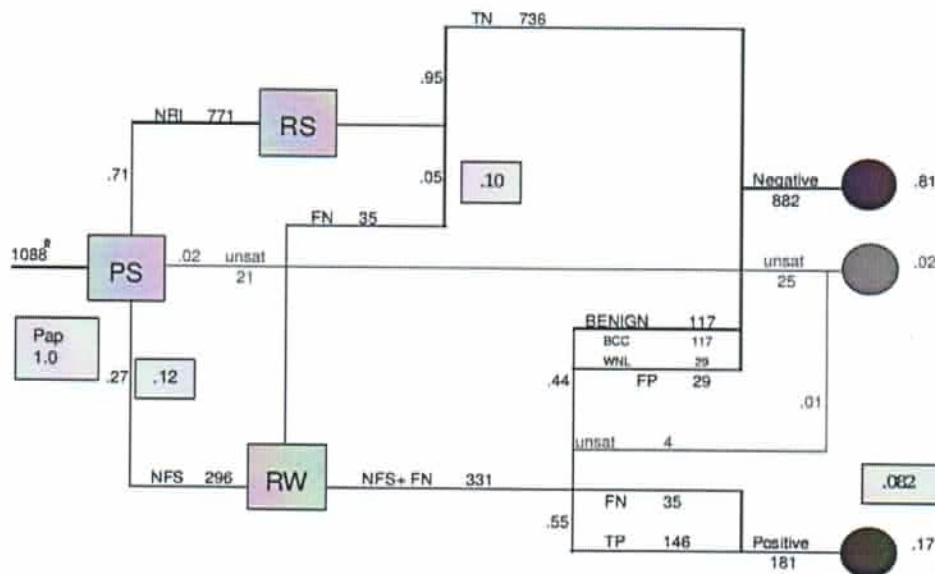 TN 736
.95
NRI 771
RS
.71
.05
.10
Negative
.81
882
FN 35
1088
PS
.02 unsat
21
unsat
25
.02
Pap
1.0
BENIGN 117
BCC 117
WNL 29
.27
.12
.44
FP 29
.01
unsat 4
NFS 296
RW
NFS+ FN 331
.082
FN 35
.55
TP 146
Positive
.17
181